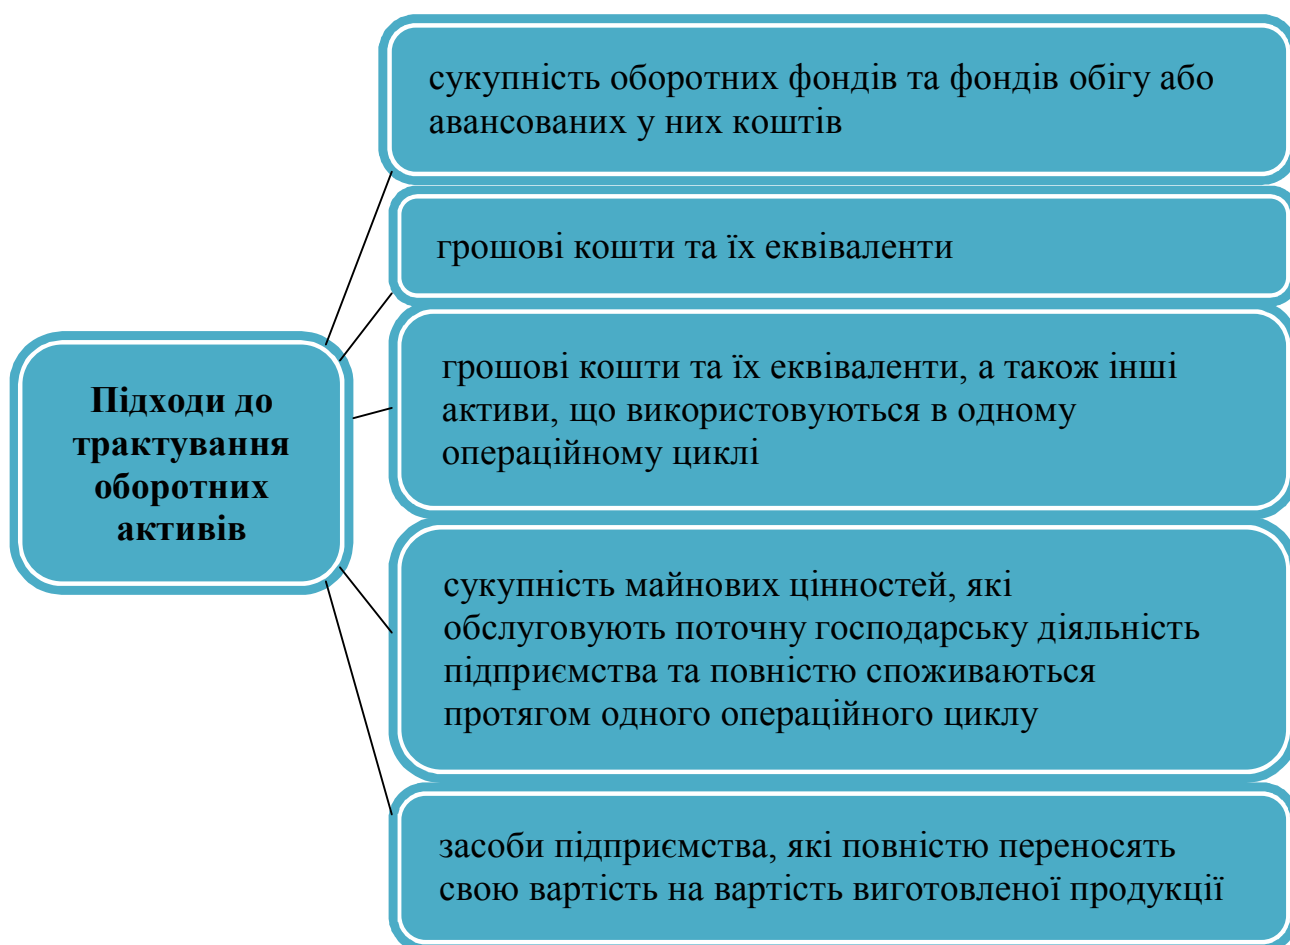 сукупність оборотних фондів та фондів обігу або
авансованих у них коштів
грошові кошти та їх еквіваленти
грошові кошти та їх еквіваленти, а також інші
активи, що використовуються в одному
операційному циклі
Підходи до
трактування
оборотних
активів
сукупність майнових цінностей, які
обслуговують поточну господарську діяльність
підприємства та повністю споживаються
протягом одного операційного циклу
засоби підприємства, які повністю переносять
свою вартість на вартість виготовленої продукції